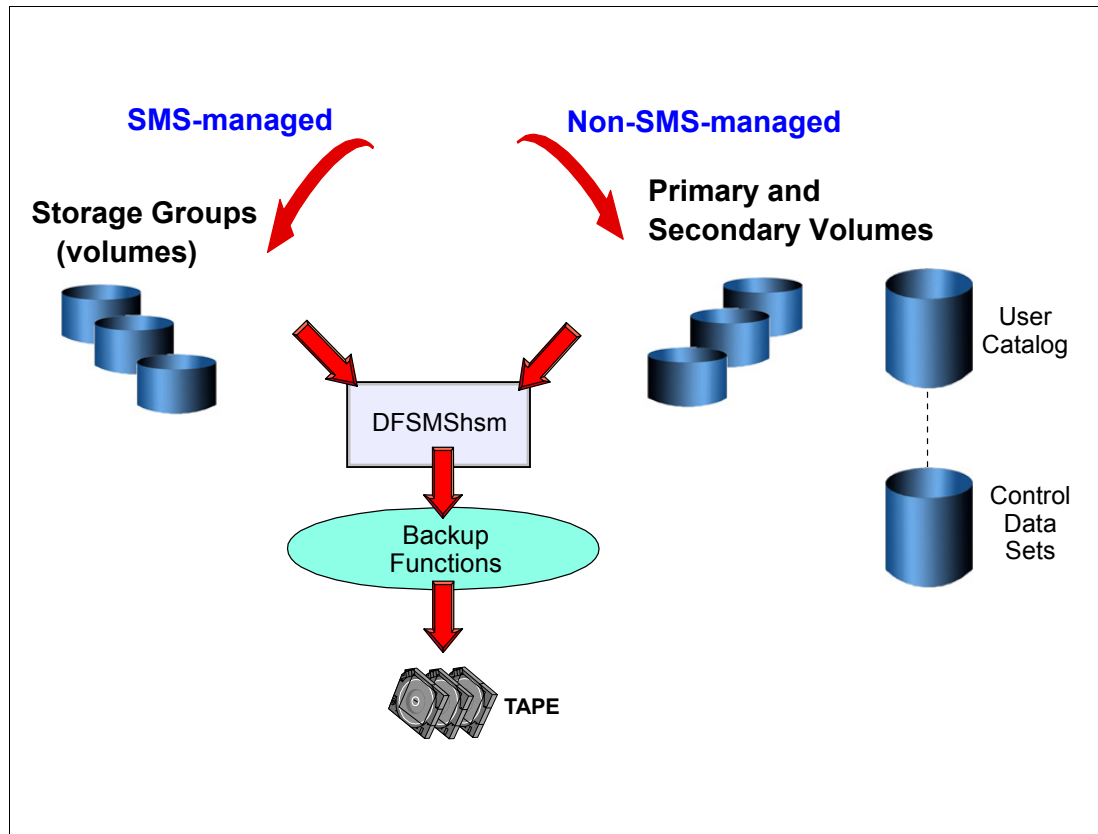 SMS-managed
Non-SMS-managed
Storage Groups
(volumes)
Primary and
Secondary Volumes
User
Catalog
DFSMShsm
Control
Data
Sets
Backup
Functions
TAPE